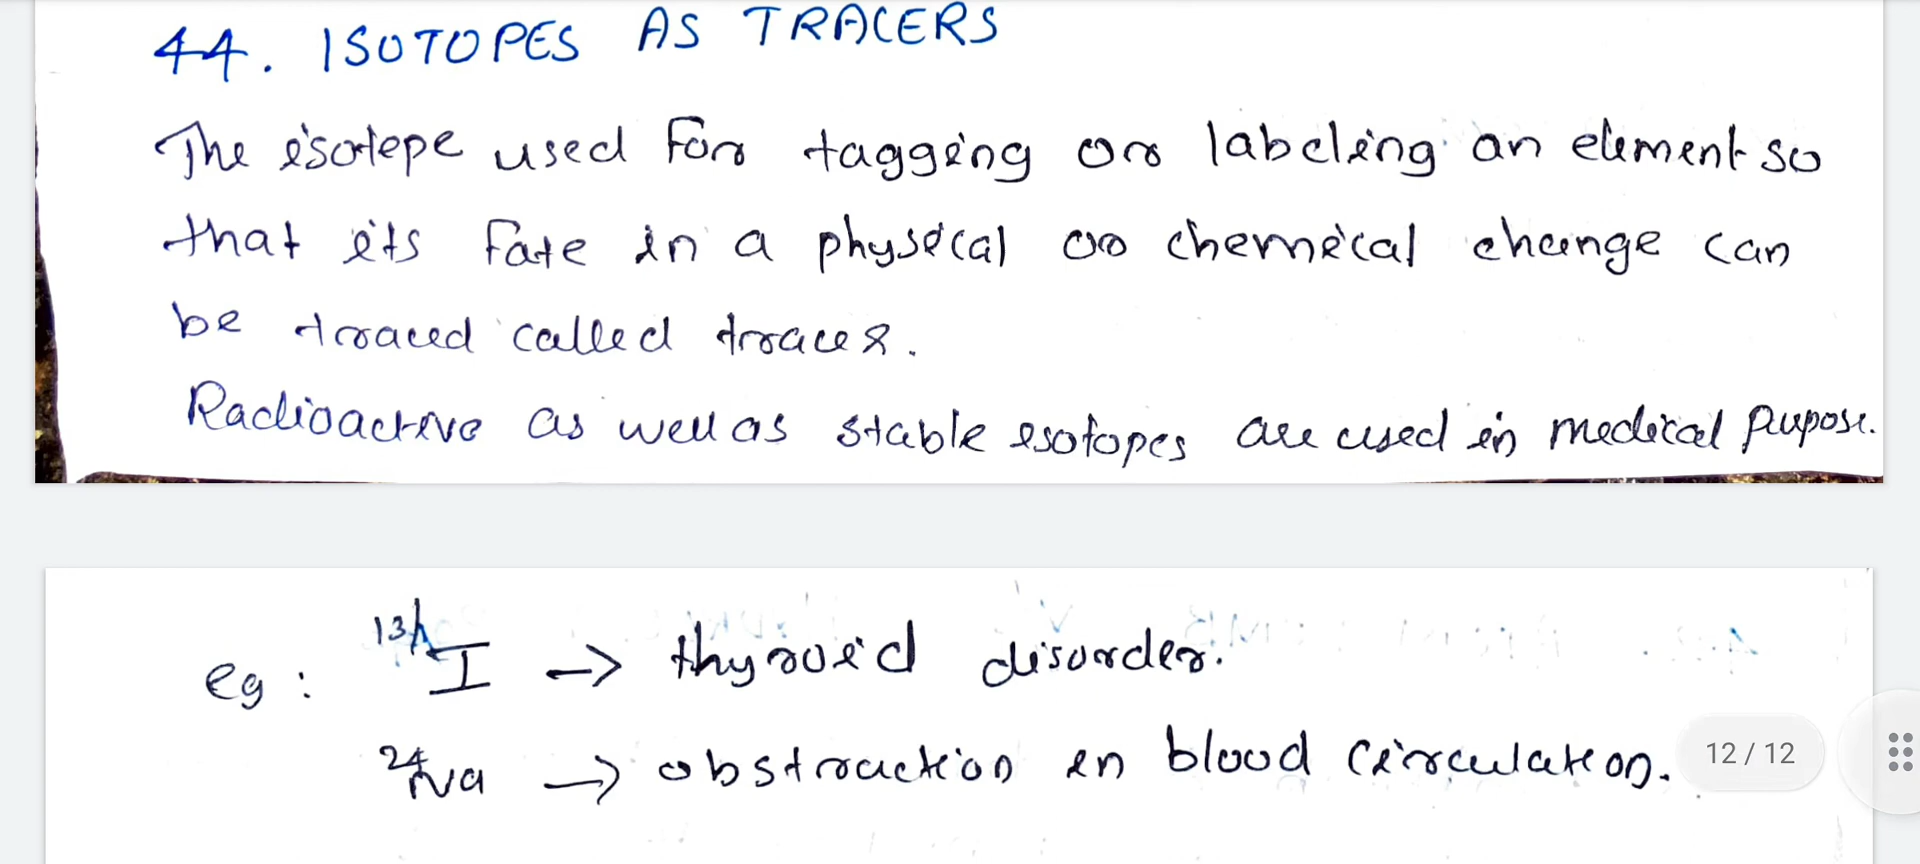 44. ISOTOPES AS TRACERS
The isotope used for tagging or labeling an element so
that its fate in a physical or chemical change can
be traced called tracer.
Radioactive as well as stable isotopes are used in medical pupose.
eg : I → thyroid disorder.
24Na → obstruction in blood circulation.
12 / 12